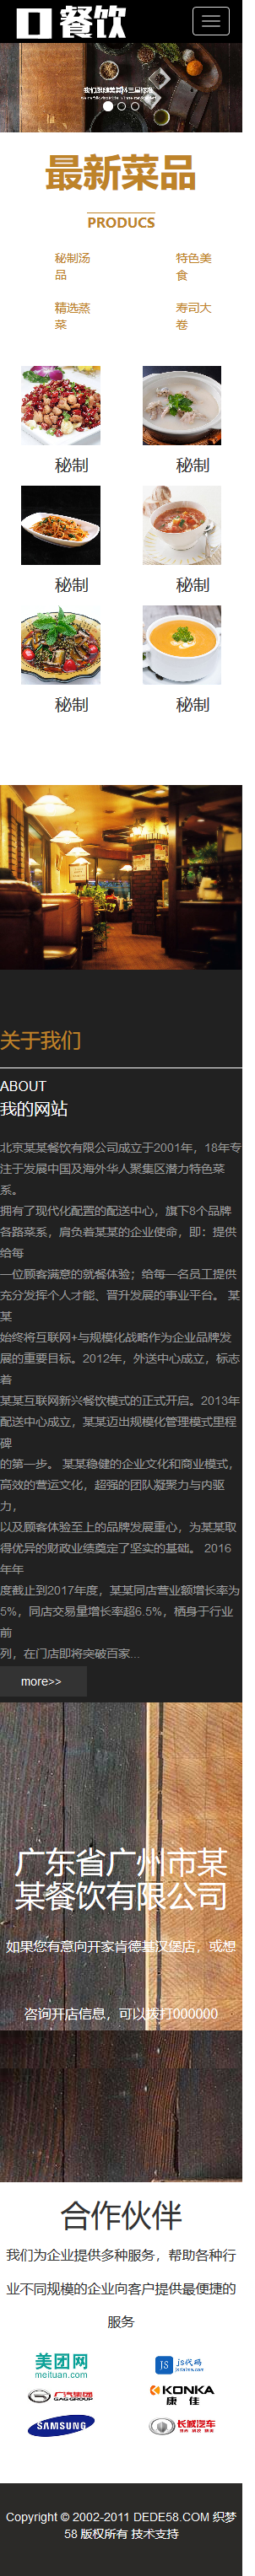 口 餐饮
最新菜品
PRODUCS
秘制汤品
特色美食
精选蒸菜
寿司大卷
秘制
秘制
秘制
秘制
秘制
秘制
关于我们
ABOUT
我的网站
北京某某餐饮有限公司成立于2001年，18年专
注于发展中国及海外华人聚集区潜力特色菜
系。
拥有了现代化配置的配送中心，旗下8个品牌
各路菜系，肩负着某某的企业使命，即：提供
给每
一位顾客满意的就餐体验；给每一名员工提供
充分发挥个人才能、晋升发展的事业平台。 某
某
始终将互联网+与规模化战略作为企业品牌发
展的重要目标。2012年，外送中心成立，标志
着
某某互联网新兴餐饮模式的正式开启。2013年
配送中心成立，某某迈出规模化管理模式里程
碑
的第一步。 某某稳健的企业文化和商业模式，
高效的营运文化，超强的团队凝聚力与内驱
力，
以及顾客体验至上的品牌发展重心，为某某取
得优异的财政业绩奠定了坚实的基础。 2016
年年
度截止到2017年度，某某同店营业额增长率为
5%，同店交易量增长率超6.5%，栖身于行业
前
列，在门店即将突破百家...
more>>
广东省广州市某
某餐饮有限公司
如果您有意向开家肯德基汉堡店，或想
咨询开店信息，可以拨打000000
合作伙伴
我们为企业提供多种服务，帮助各种行
业不同规模的企业向客户提供最便捷的
服务
美团网
meituan.com
JS js代码
广汽集团
GAC GROUP
KONKA
康佳
SAMSUNG
长城汽车
Copyright © 2002-2011 DEDE58.COM 织梦
58 版权所有 技术支持